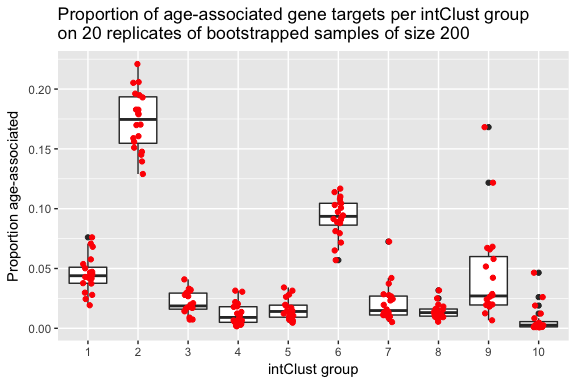 Proportion of age-associated gene targets per intClust group
on 20 replicates of bootstrapped samples of size 200
Proportion age-associated
0.20
0.15
0.10
0.05
0.00
1 2 3 4 5 6 7 8 9 10
intClust group